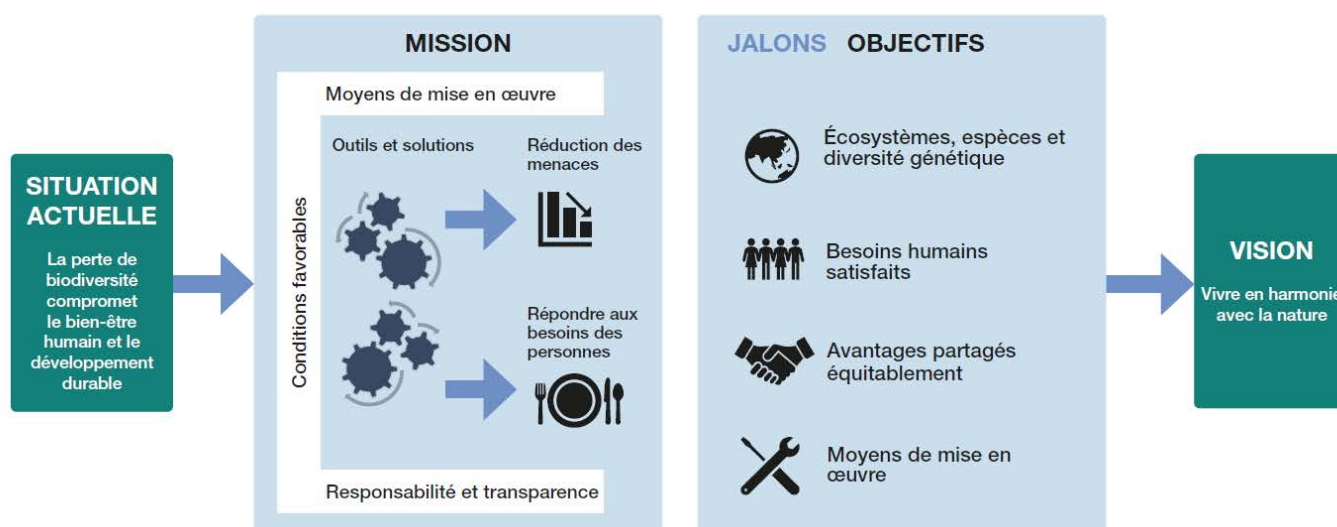 SITUATION
ACTUELLE
La perte de
biodiversité
compromet
le bien-être
humain et le
développement
durable
MISSION
Moyens de mise en œuvre
Conditions favorables
Outils et solutions
Réduction des
menaces
Répondre aux
besoins des
personnes
Responsabilité et transparence
JALONS OBJECTIFS
Écosystèmes, espèces et
diversité génétique
Besoins humains
satisfaits
Avantages partagés
équitablement
Moyens de mise en
œuvre
VISION
Vivre en harmonie
avec la nature